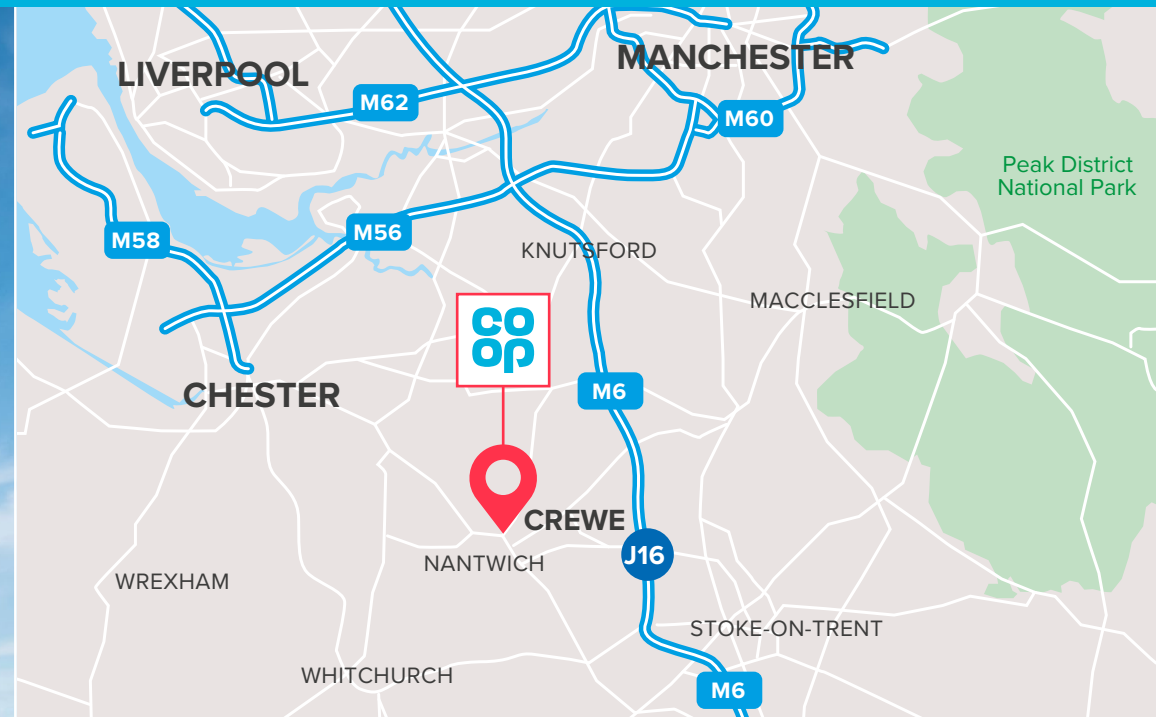 MANCHESTER
LIVERPOOL
M62
M60
Peak District
National Park
M58
M56
KNUTSFORD
MACCLESFIELD
CO
OP
CHESTER
M6
CREWE
J16
NANTWICH
WREXHAM
STOKE-ON-TRENT
WHITCHURCH
M6